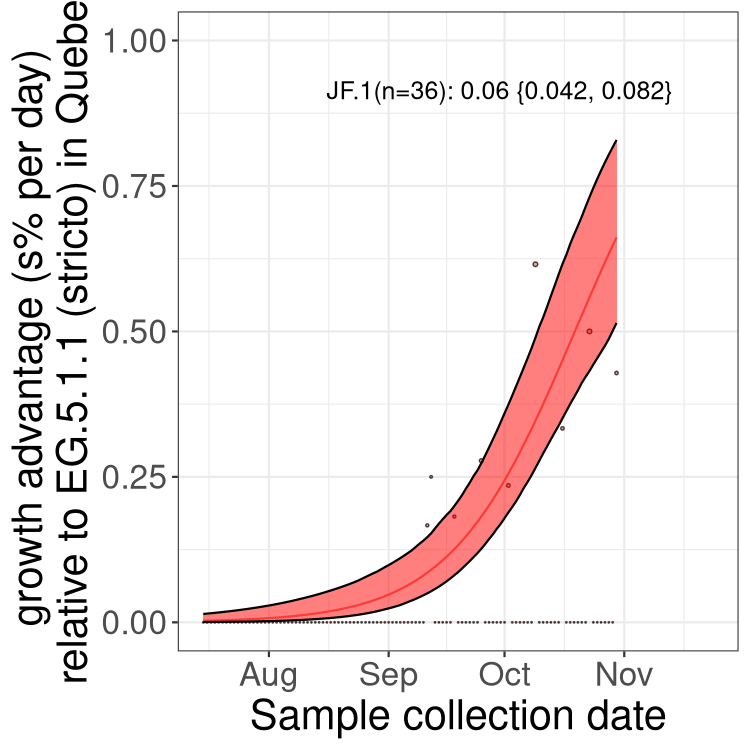 growth advantage (s% per day)
relative to EG.5.1.1 (stricto) in Quebe
1.00
0.75
0.50
0.25
0.00
JF.1(n=36): 0.06 {0.042, 0.082}
Aug Sep Oct Nov
Sample collection date